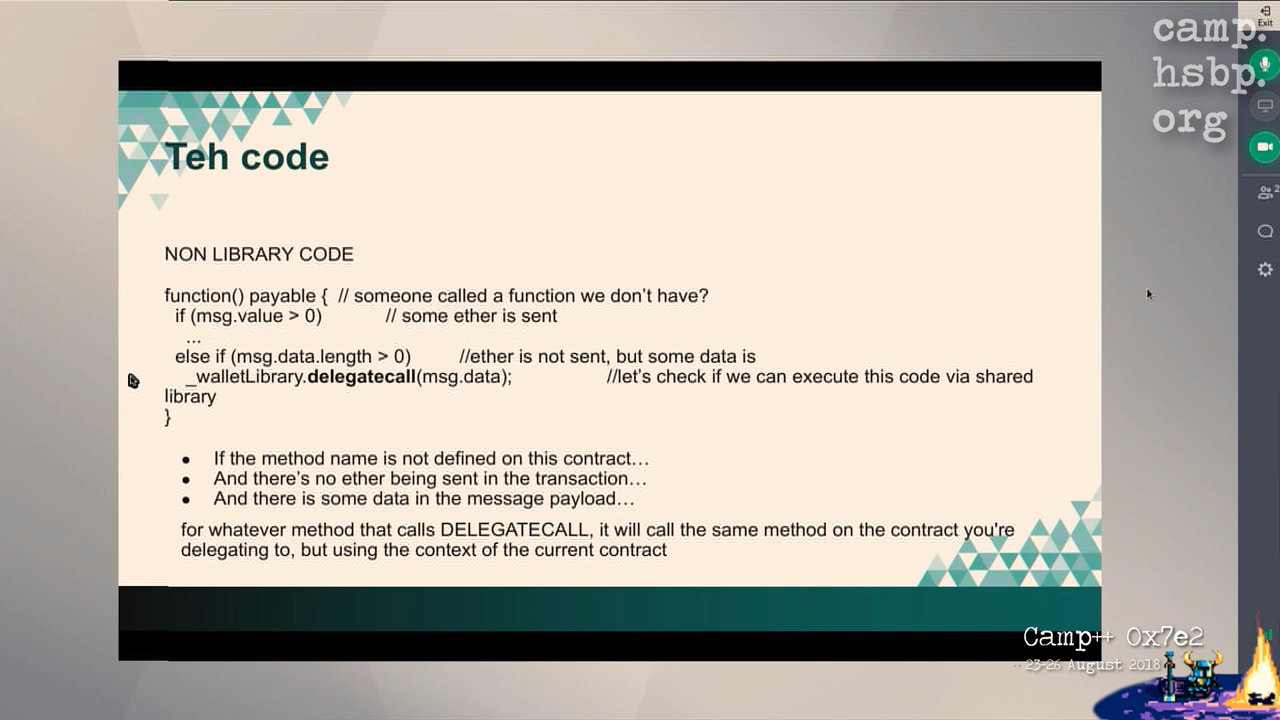 Exit
camp.
hsbp.
org
2
Teh code
NON LIBRARY CODE
function() payable { // someone called a function we don't have?
if (msg.value > 0) // some ether is sent
...
else if (msg.data.length > 0) //ether is not sent, but some data is
_walletLibrary.delegatecall(msg.data); //let's check if we can execute this code via shared
library
}
• If the method name is not defined on this contract…
• And there's no ether being sent in the transaction…
• And there is some data in the message payload…
for whatever method that calls DELEGATECALL, it will call the same method on the contract you're
delegating to, but using the context of the current contract
Camp++ 0x7e2
23-26 August 2018